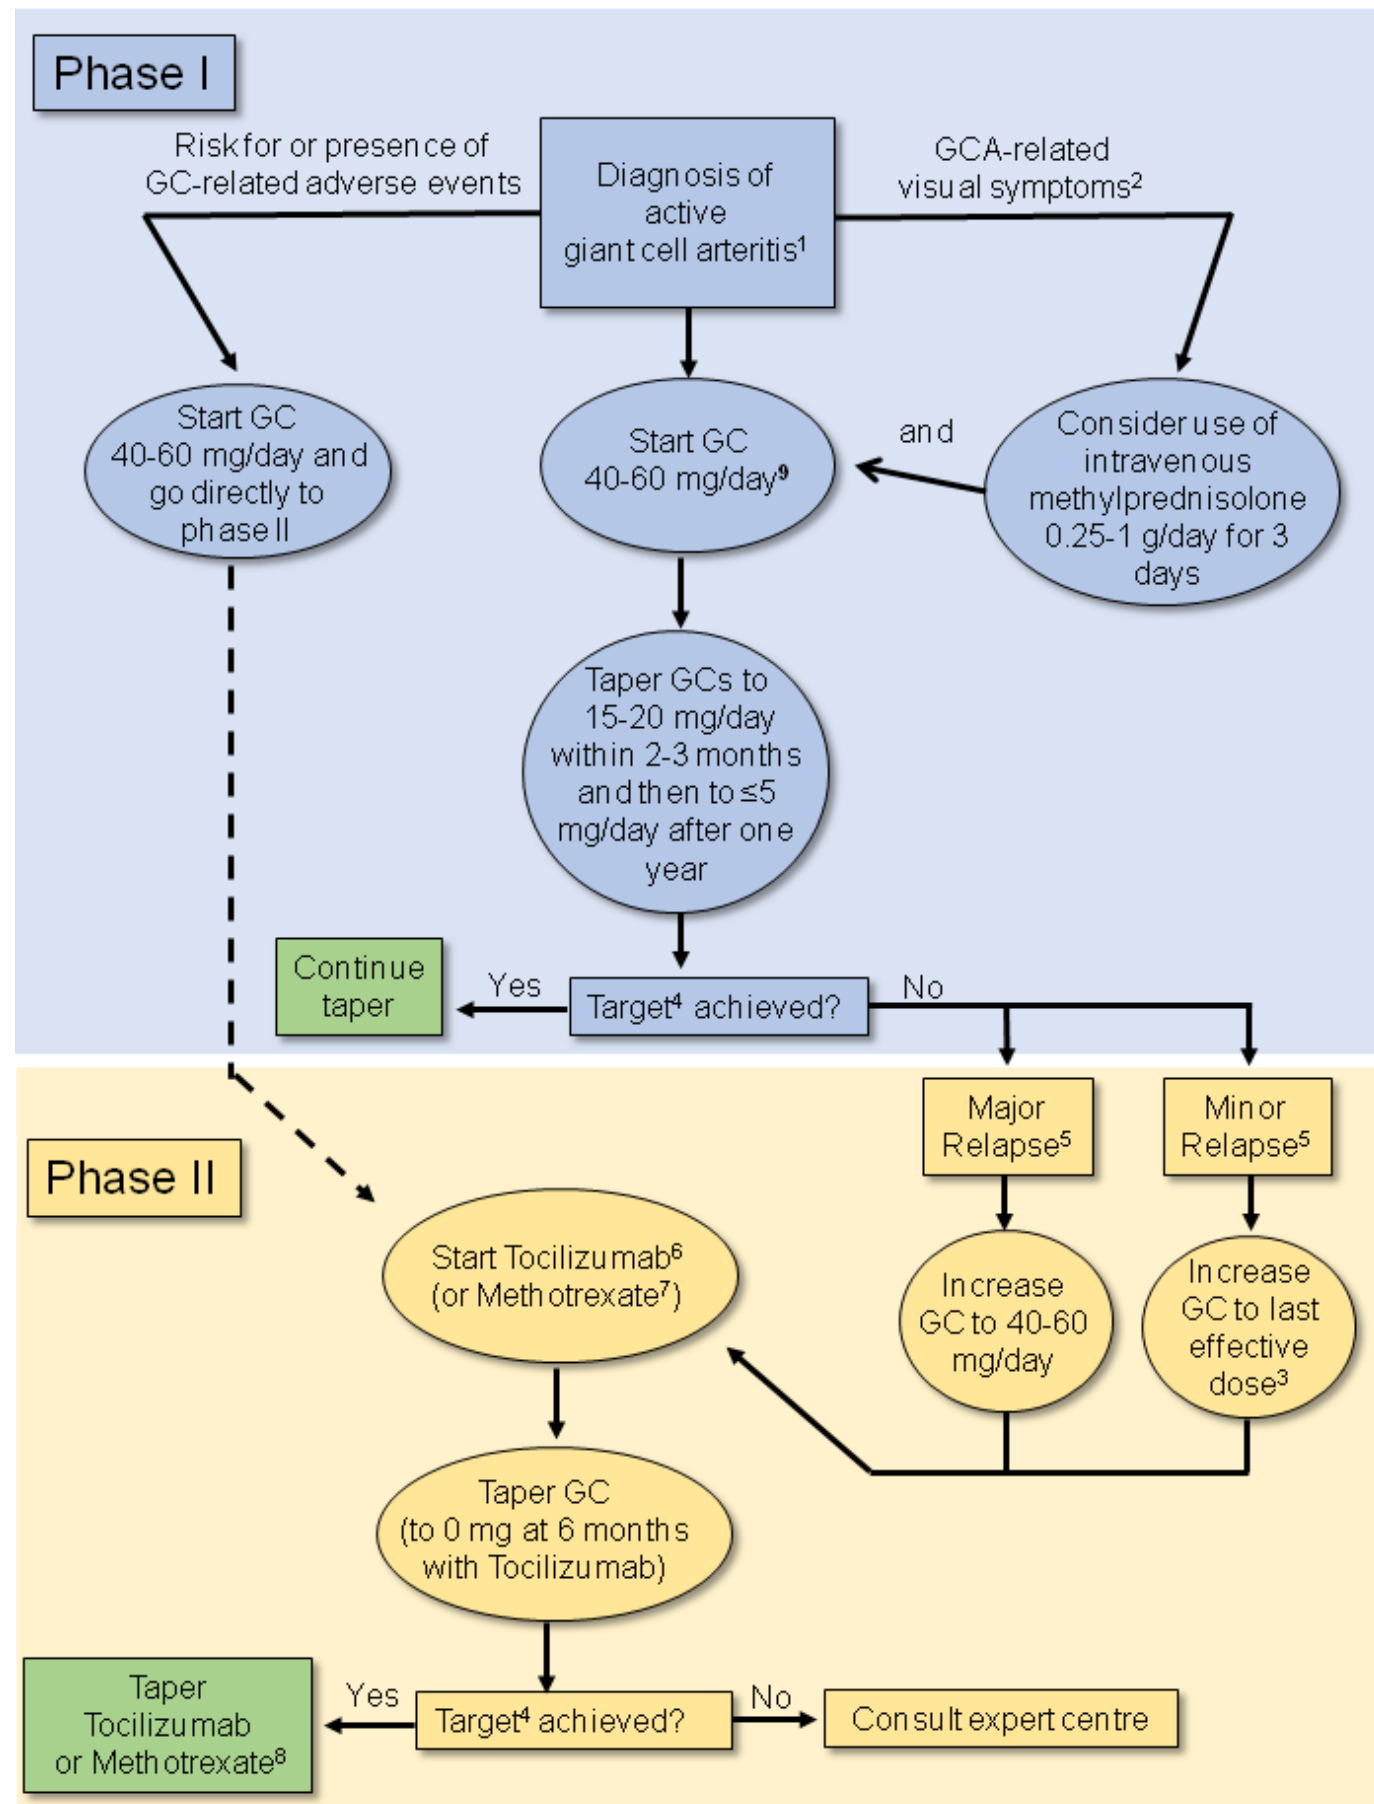 Phase I
Risk for or presence of
GC-related adverse events
Diagnosis of
active
giant cell arteritis¹
GCA-related
visual symptoms²
Start GC
40-60 mg/day and
go directly to
phase II
Start GC
40-60 mg/day⁹
and
Consider use of
intravenous
methylprednisolone
0.25-1 g/day for 3
days
Taper GCs to
15-20 mg/day
within 2-3 months
and then to ≤5
mg/day after one
year
Continue
taper
Yes
Target⁴ achieved?
No
Major
Relapse⁵
Minor
Relapse⁵
Phase II
Start Tocilizumab⁶
(or Methotrexate⁷)
Increase
GC to 40-60
mg/day
Increase
GC to last
effective
dose³
Taper GC
(to 0 mg at 6 months
with Tocilizumab)
Taper
Tocilizumab
or Methotrexate⁸
Yes
Target⁴ achieved?
No
Consult expert centre